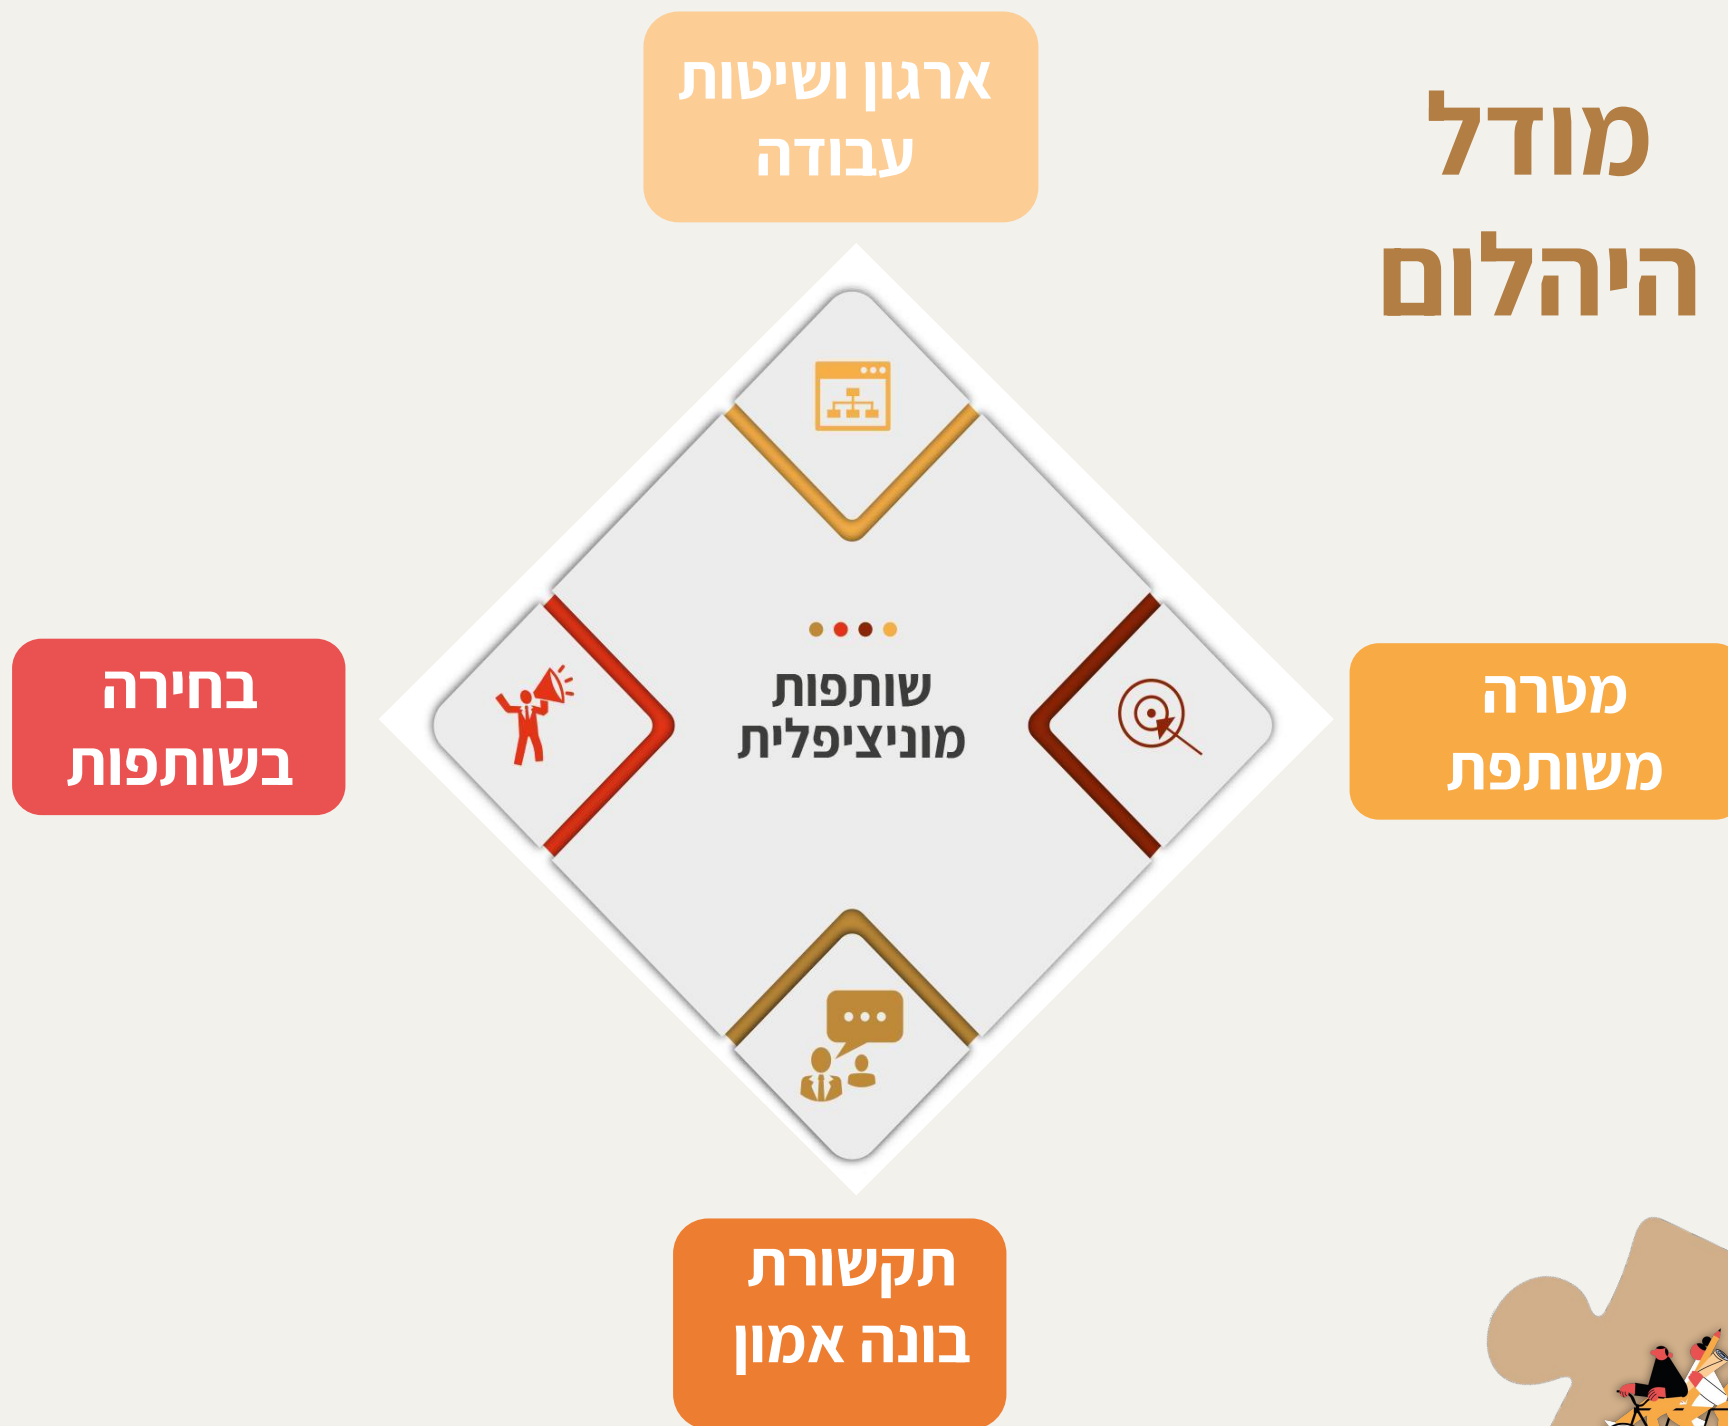 מודל
היהלום
ארגון ושיטות
עבודה
מטרה
משותפת
שותפות
מוניציפלית
בחירה
בשותפות
תקשורת
בונה אמון